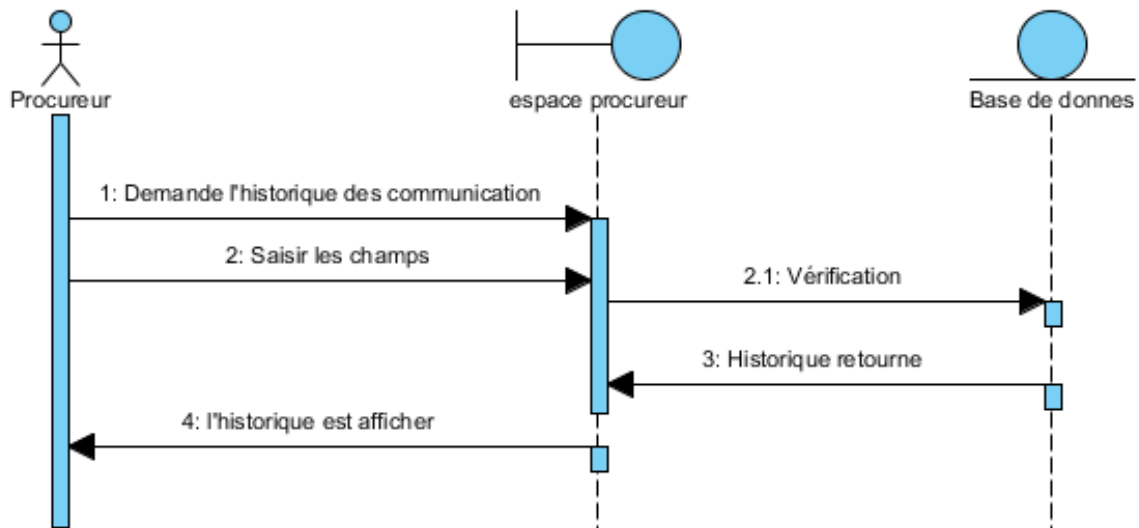 Procureur
espace procureur
Base de donnes
1: Demande l'historique des communication
2: Saisir les champs
2.1: Vérification
3: Historique retourne
4: l'historique est afficher